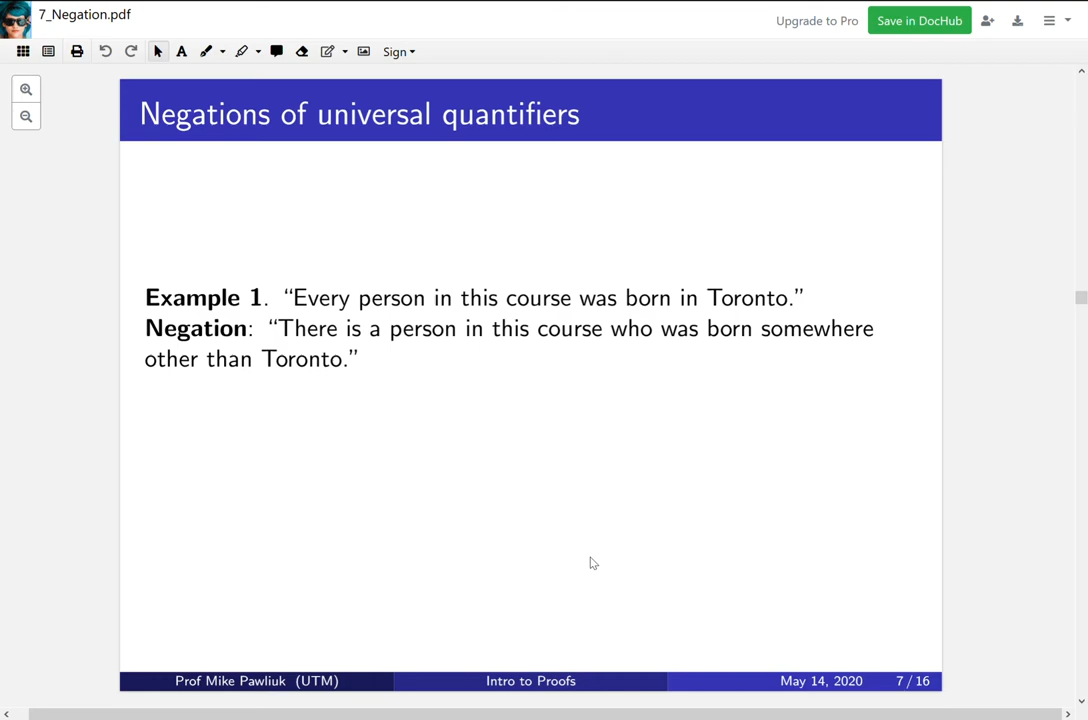 7_Negation.pdf
Upgrade to Pro
Save in DocHub
A
Sign
Negations of universal quantifiers
Example 1. “Every person in this course was born in Toronto.”
Negation: “There is a person in this course who was born somewhere
other than Toronto.”
Prof Mike Pawliuk (UTM) Intro to Proofs May 14, 2020 7 / 16